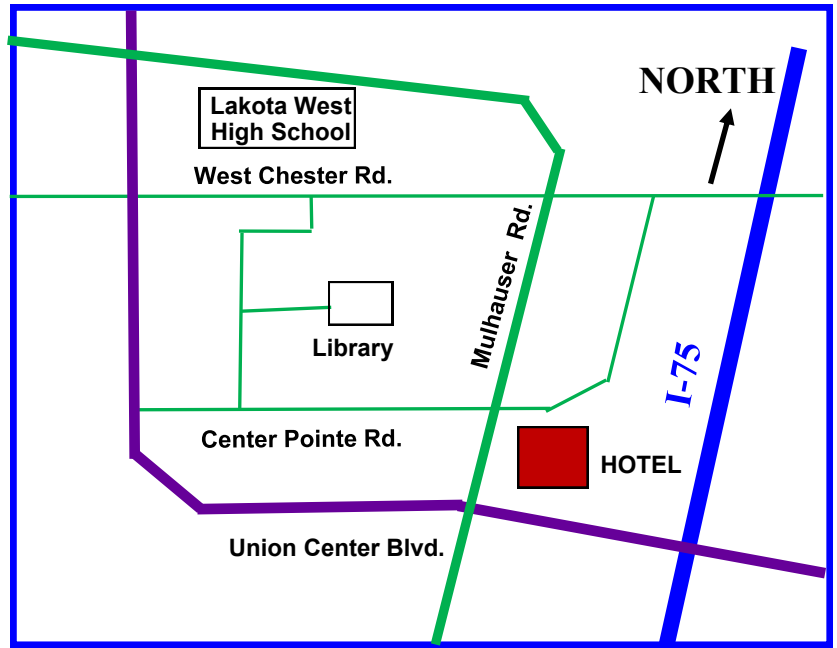 NORTH
Lakota West
High School
West Chester Rd.
Mulhauser Rd.
Library
I-75
Center Pointe Rd.
HOTEL
Union Center Blvd.